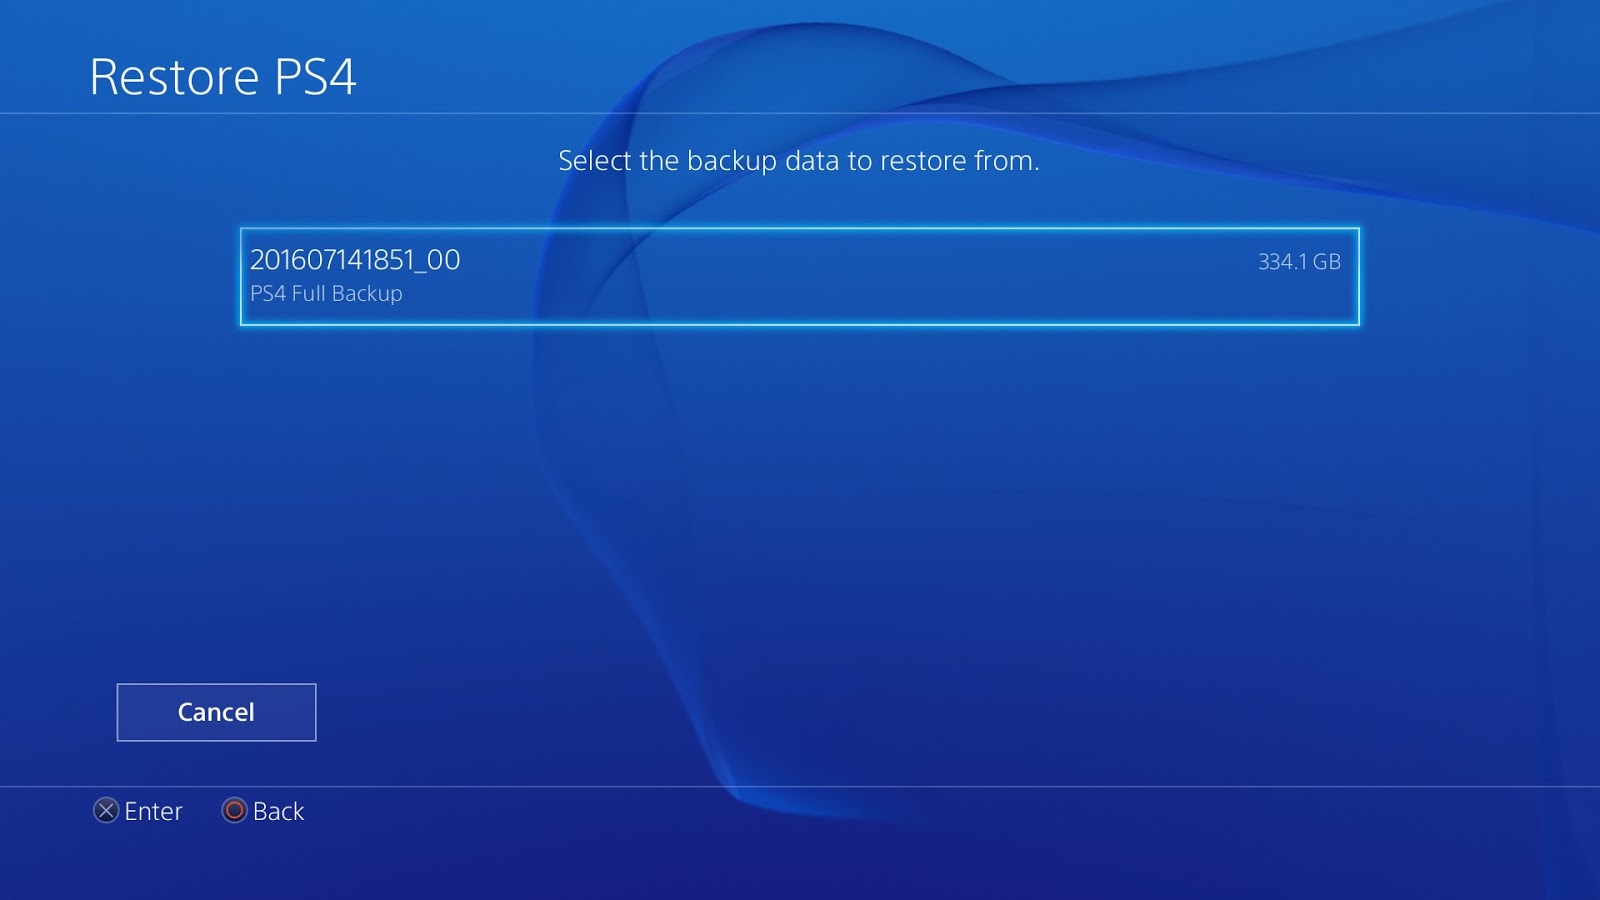 Restore PS4
Select the backup data to restore from.
201607141851_00
334.1 GB
PS4 Full Backup
Cancel
Enter
Back